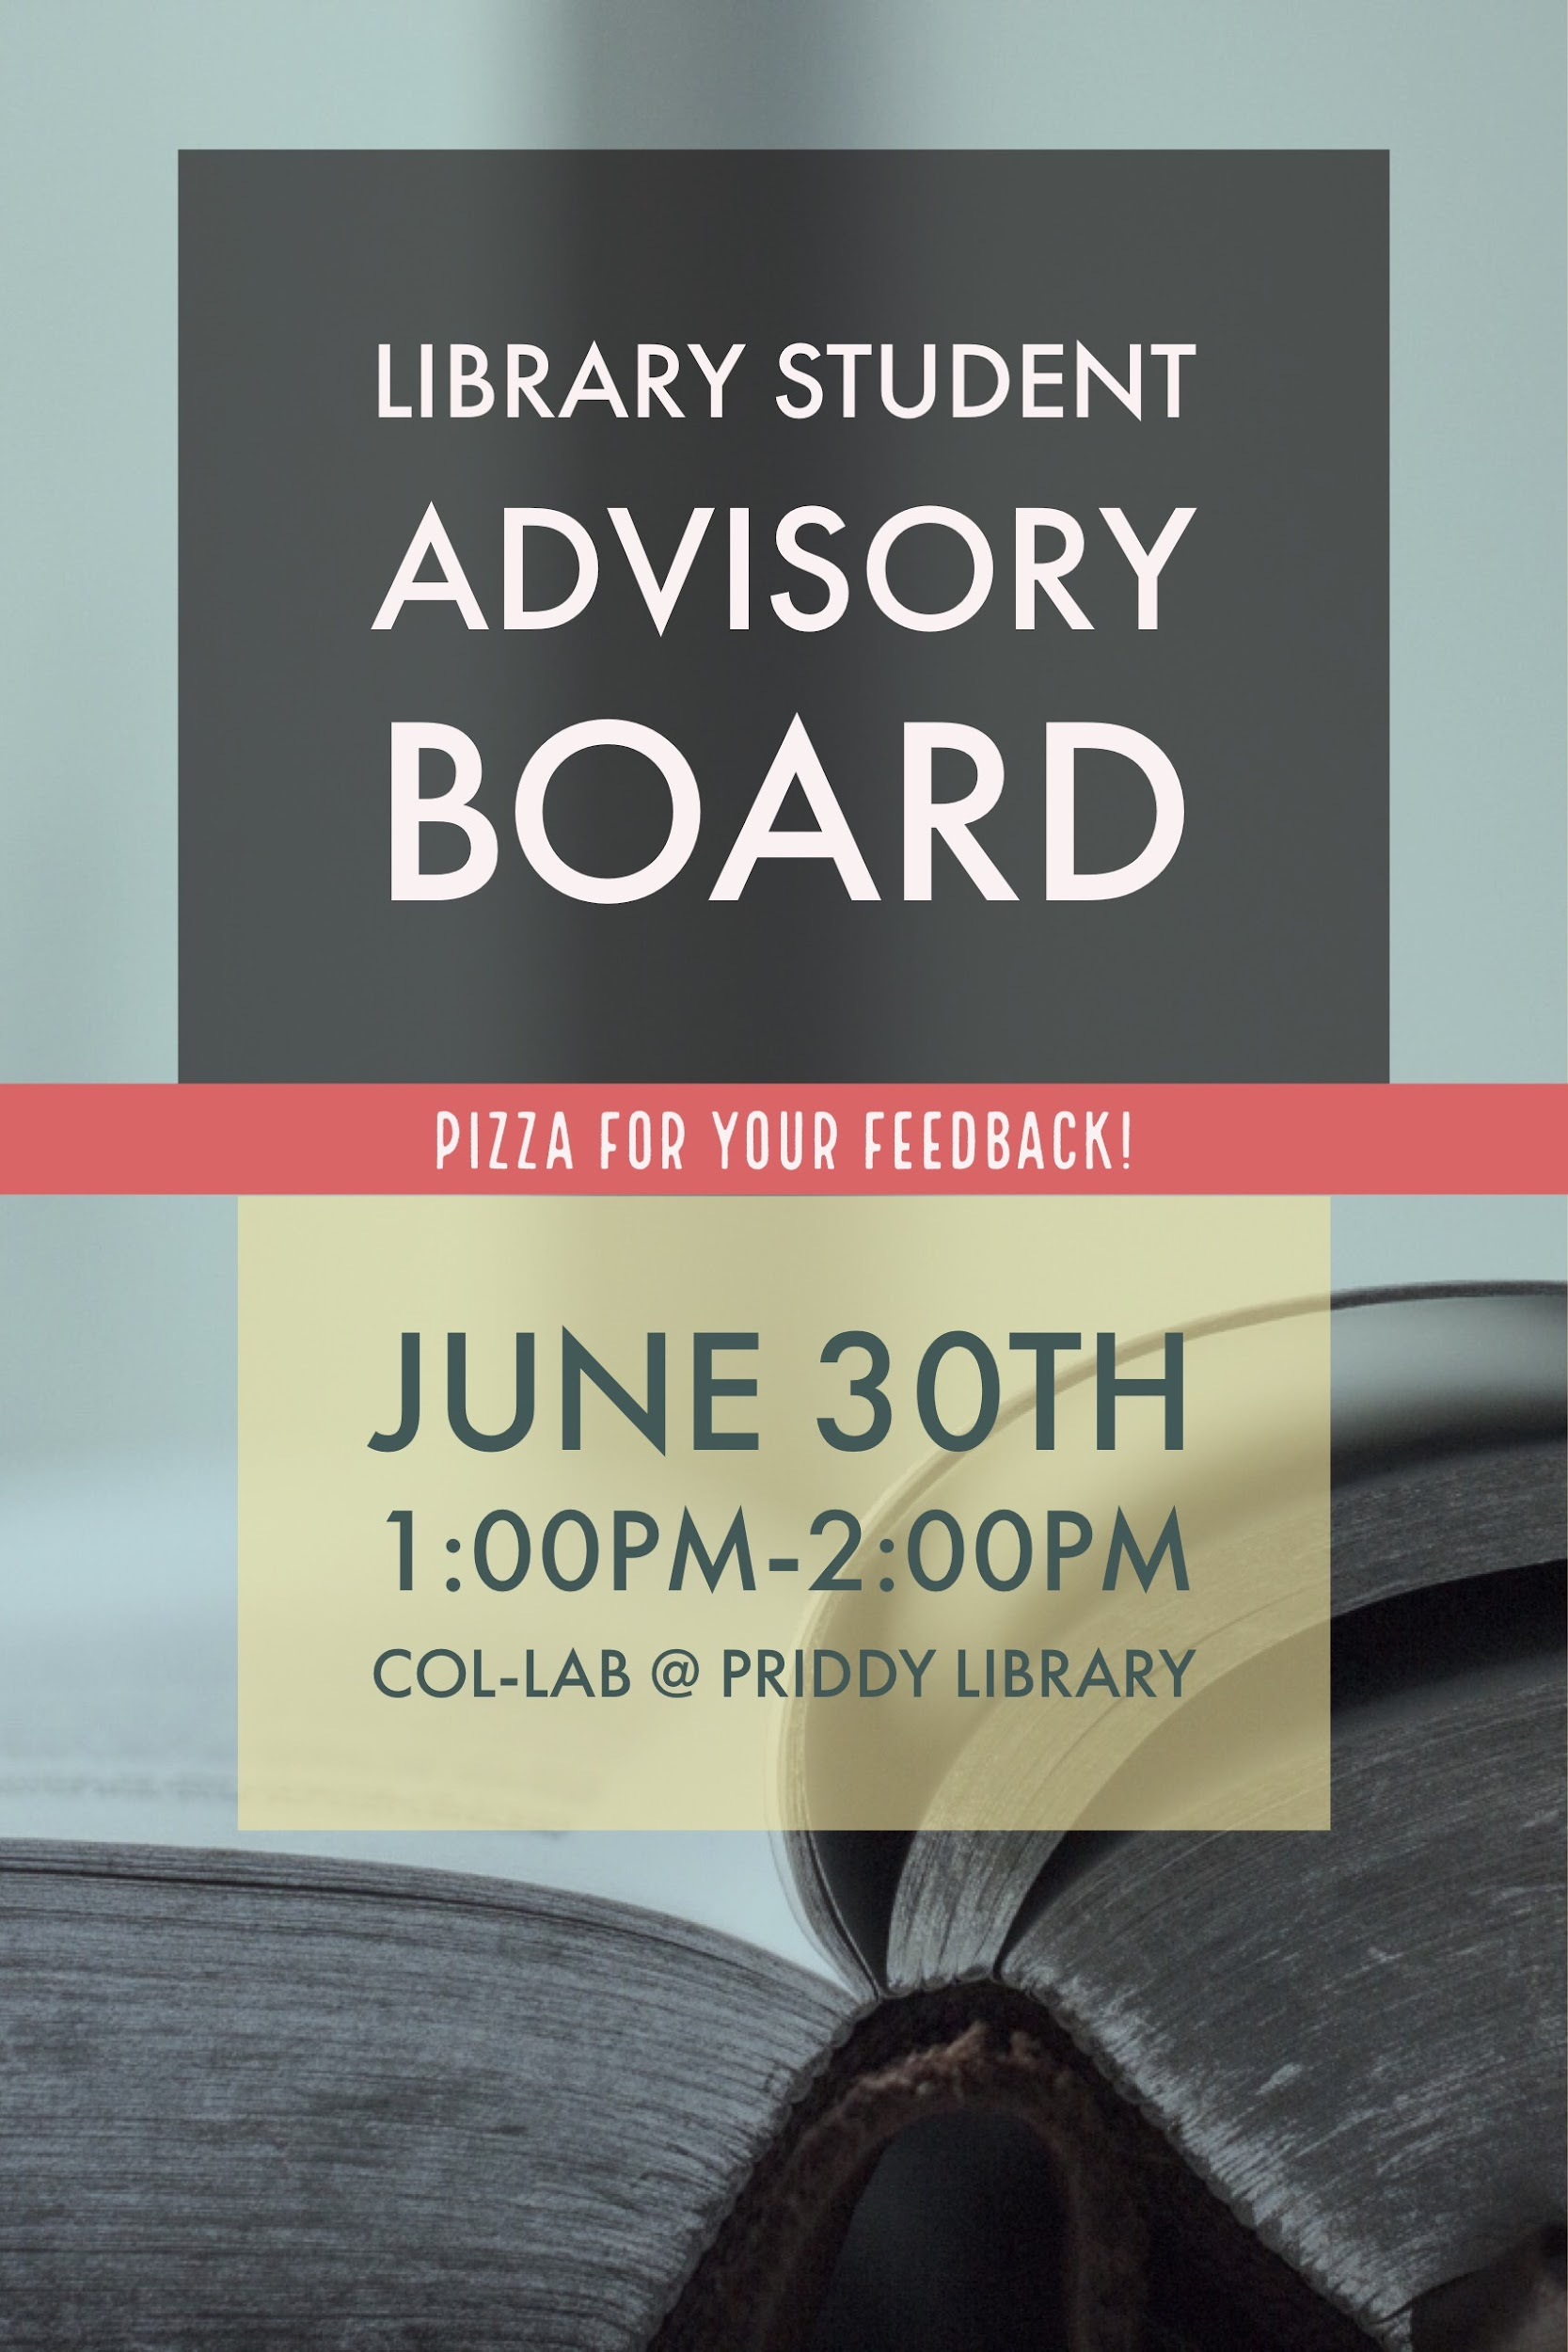 LIBRARY STUDENT
ADVISORY
BOARD
PIZZA FOR YOUR FEEDBACK!
JUNE 30TH
1:00PM-2:00PM
COL-LAB @ PRIDDY LIBRARY